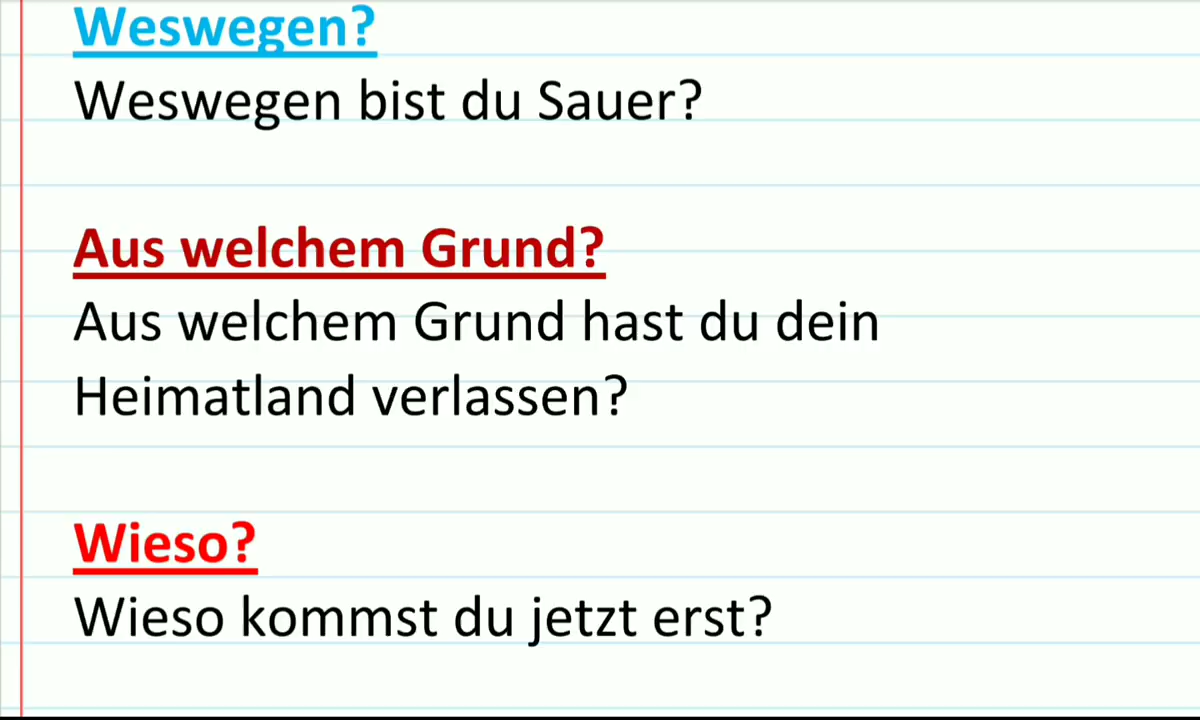 Weswegen?
Weswegen bist du Sauer?
Aus welchem Grund?
Aus welchem Grund hast du dein
Heimatland verlassen?
Wieso?
Wieso kommst du jetzt erst?